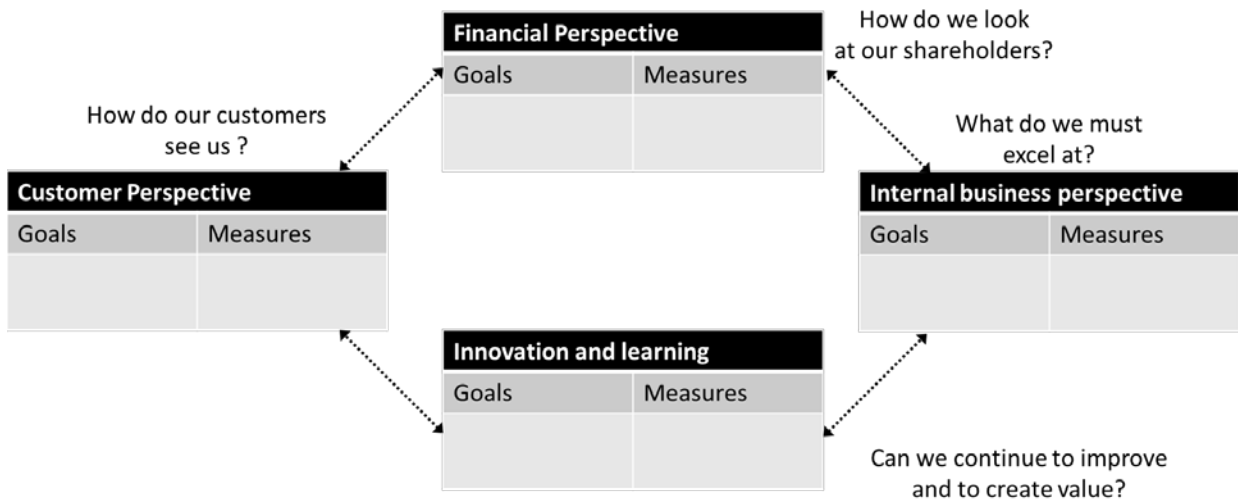 Financial Perspective
Goals Measures
How do we look
at our shareholders?
How do our customers
see us ?
Customer Perspective
Goals Measures
What do we must
excel at?
Internal business perspective
Goals Measures
Innovation and learning
Goals Measures
Can we continue to improve
and to create value?